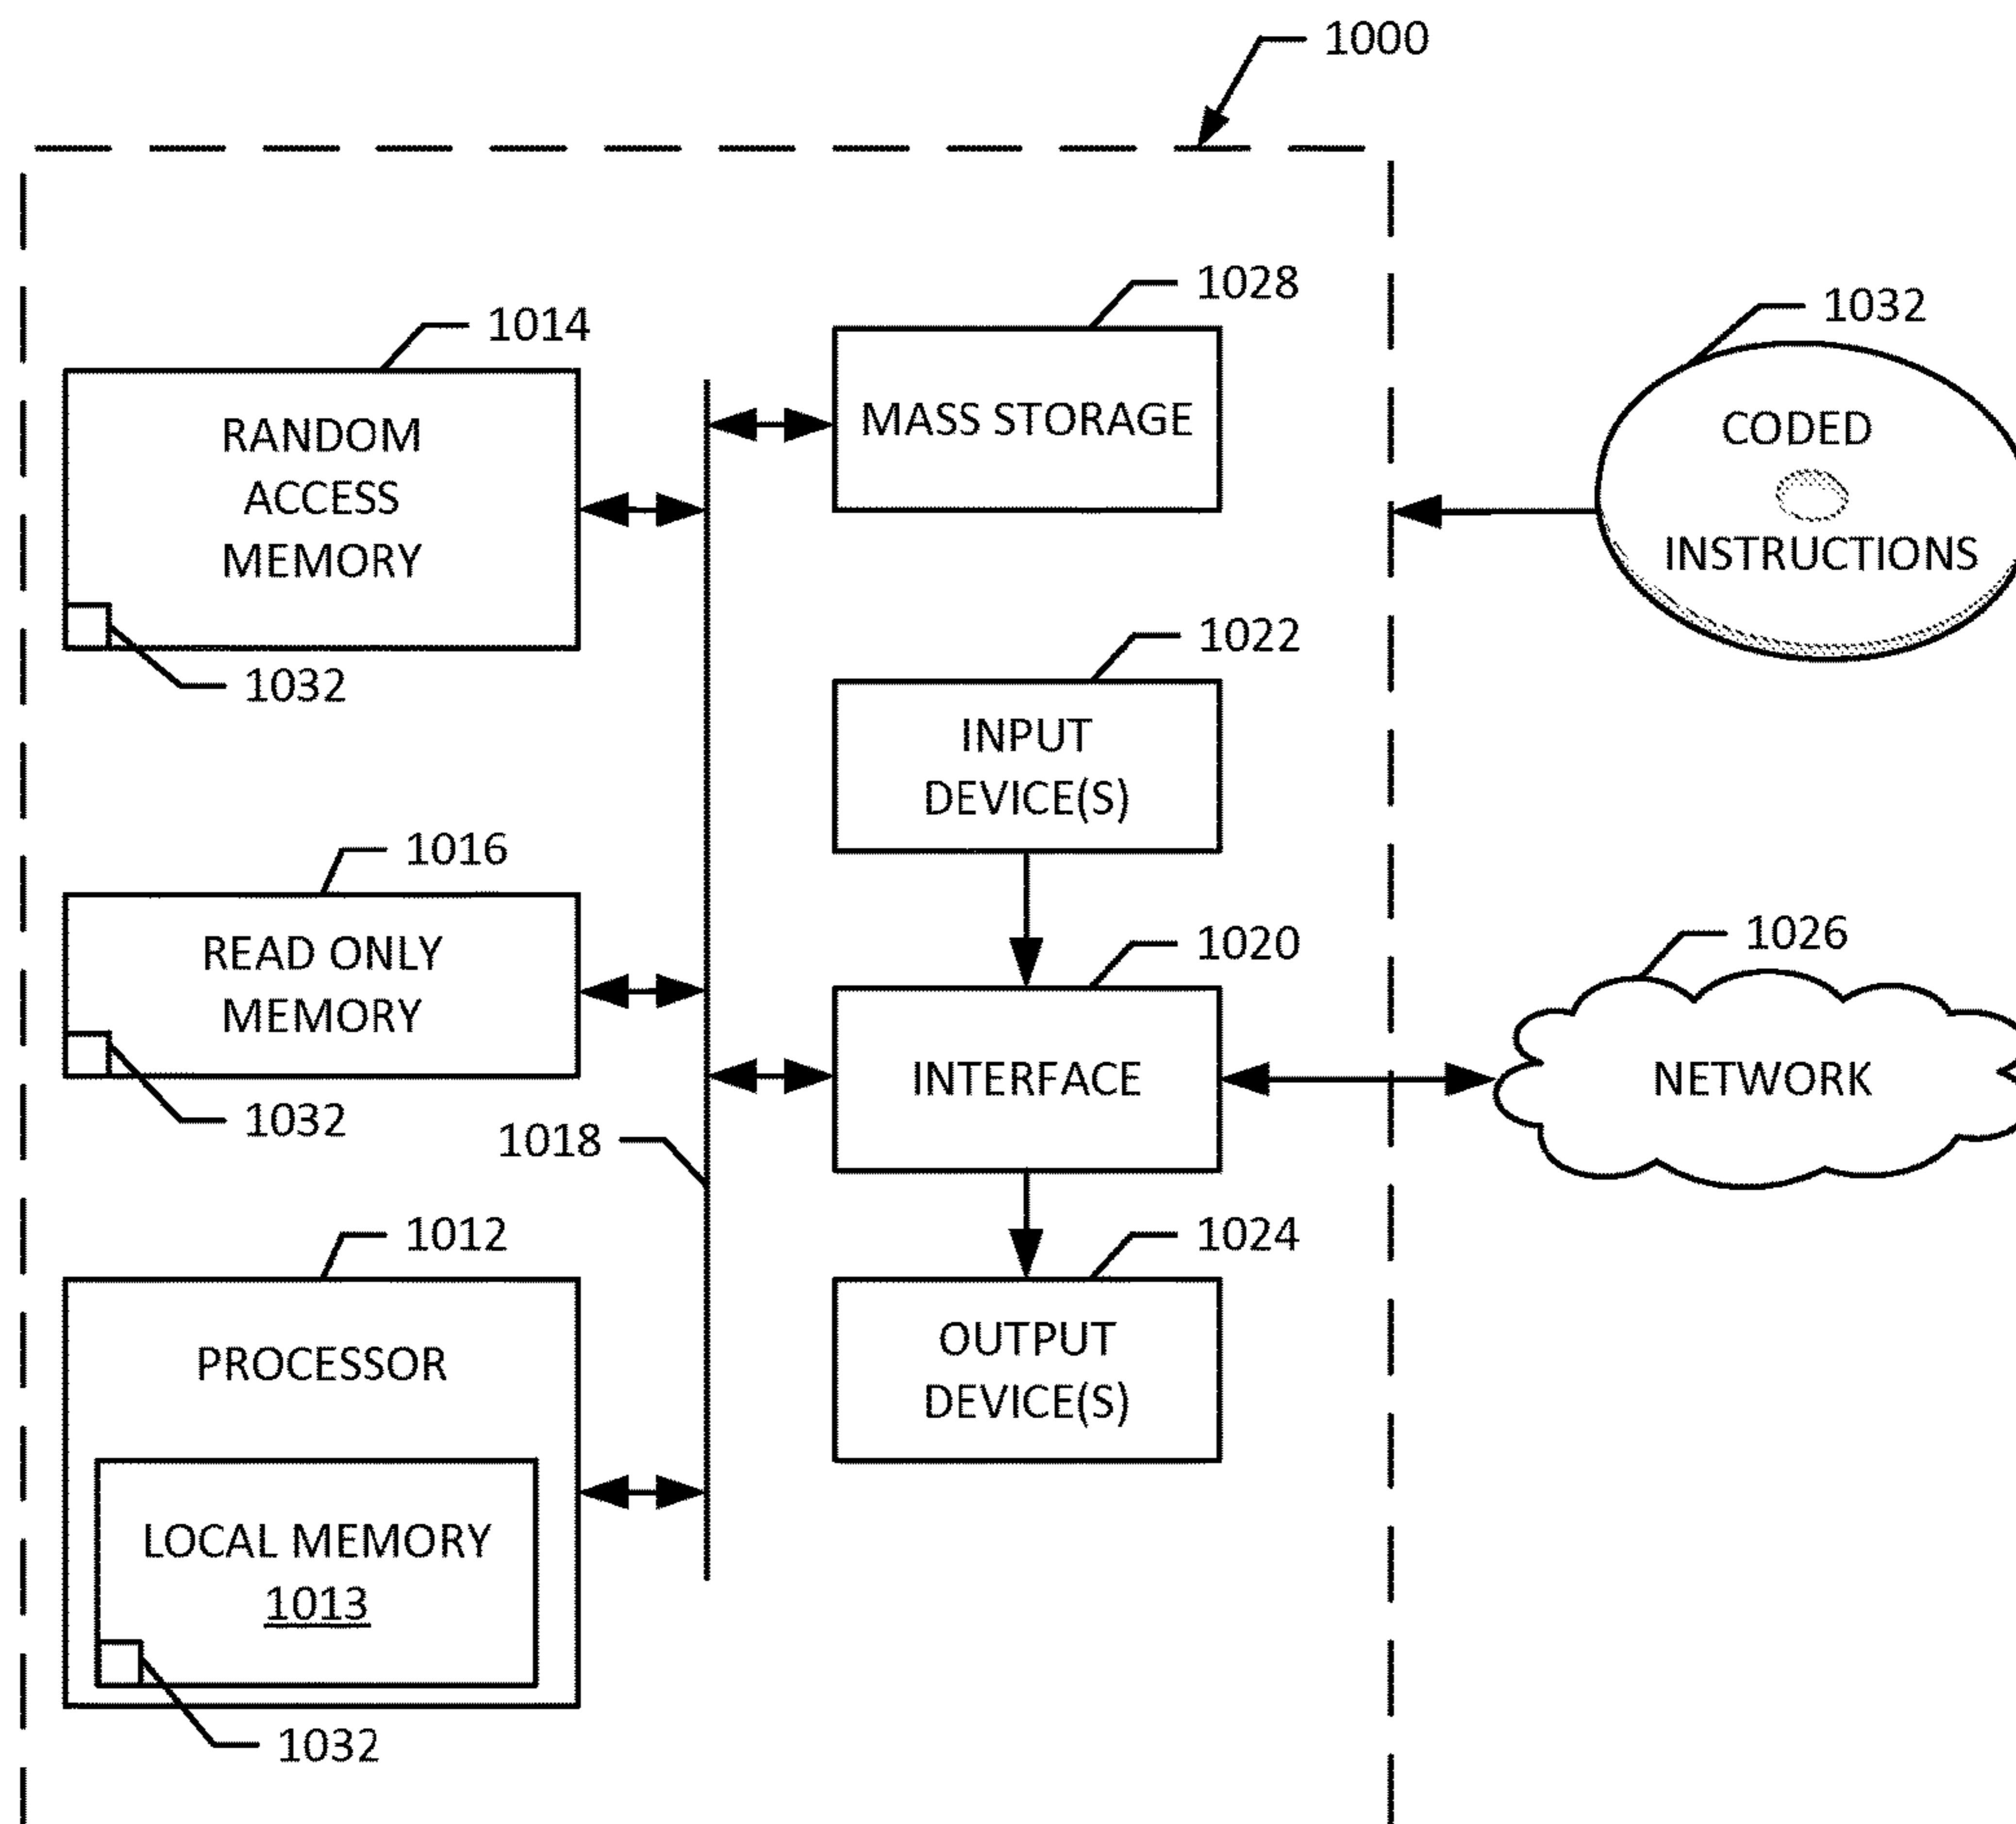 1000
1028
1014
1032
MASS STORAGE
RANDOM
ACCESS
MEMORY
CODED
INSTRUCTIONS
1022
1032
INPUT
DEVICE(S)
1016
READ ONLY
MEMORY
1020
1026
INTERFACE
NETWORK
1032
1018
1012
1024
PROCESSOR
OUTPUT
DEVICE(S)
LOCAL MEMORY
1013
1032